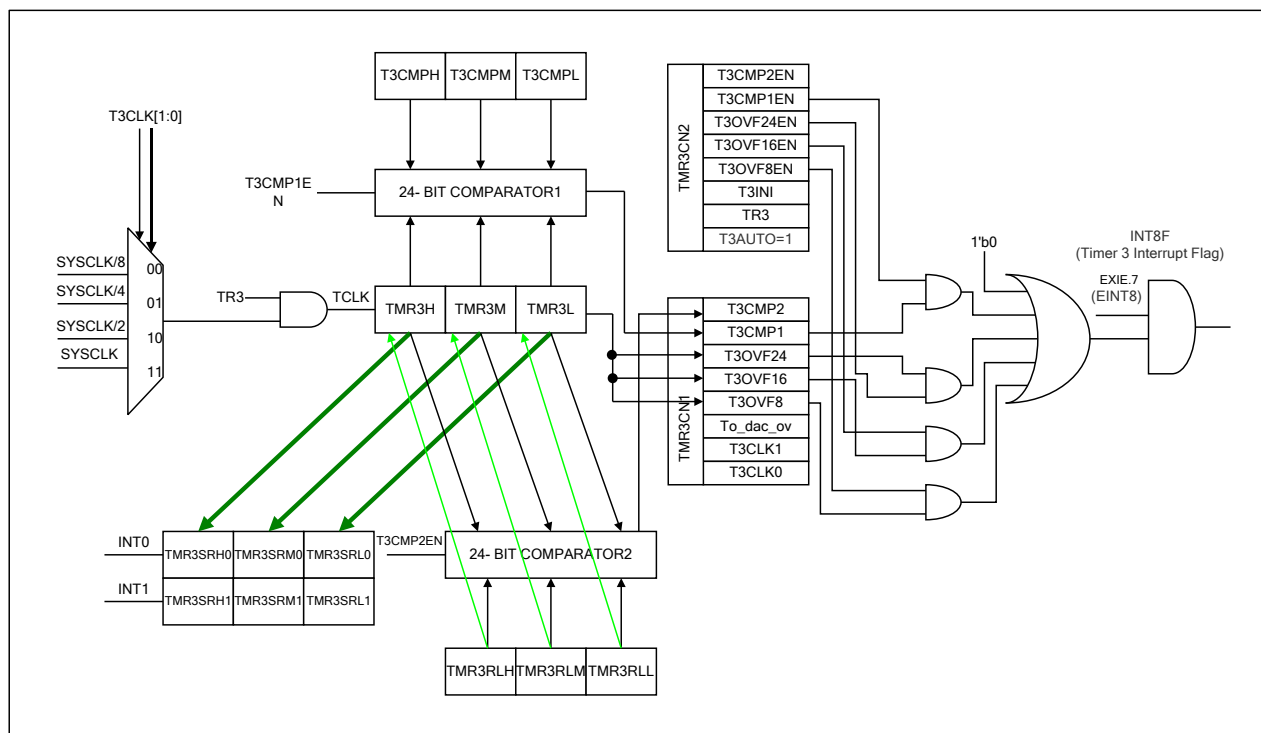 T3CMPH T3CMPM T3CMPL
T3CLK[1:0]
T3CMP1E
N
24- BIT COMPARATOR1
SYSCLK/8
SYSCLK/4
SYSCLK/2
SYSCLK
00
01
10
11
TR3
TCLK
TMR3H TMR3M TMR3L
TMR3CN2
T3CMP2EN
T3CMP1EN
T3OVF24EN
T3OVF16EN
T3OVF8EN
T3INI
TR3
T3AUTO=1
TMR3CN1
T3CMP2
T3CMP1
T3OVF24
T3OVF16
T3OVF8
To_dac_ov
T3CLK1
T3CLK0
1'b0
INT8F
(Timer 3 Interrupt Flag)
EXIE.7
(EINT8)
INT0
TMR3SRH0 TMR3SRM0 TMR3SRL0
INT1
TMR3SRH1 TMR3SRM1 TMR3SRL1
T3CMP2EN
24- BIT COMPARATOR2
TMR3RLH TMR3RLM TMR3RLL